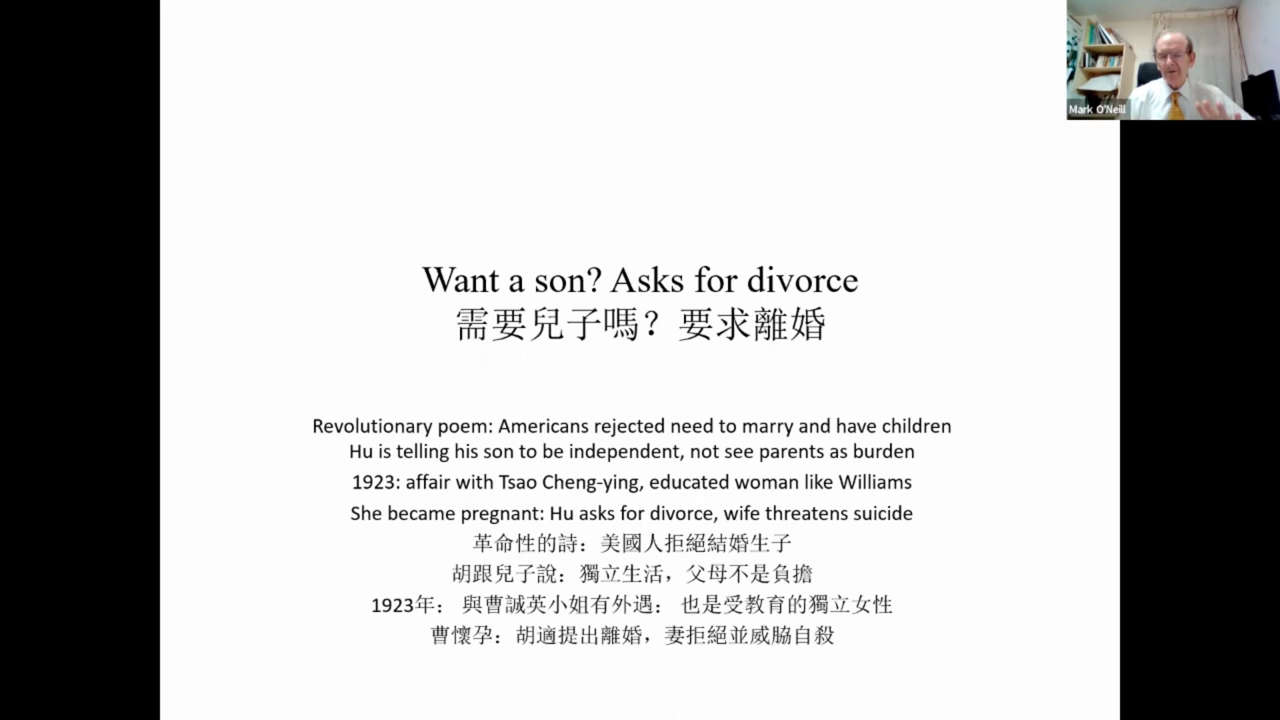 Mark O'Neill
Want a son? Asks for divorce
需要兒子嗎？要求離婚
Revolutionary poem: Americans rejected need to marry and have children
Hu is telling his son to be independent, not see parents as burden
1923: affair with Tsao Cheng-ying, educated woman like Williams
She became pregnant: Hu asks for divorce, wife threatens suicide
革命性的詩：美國人拒絕結婚生子
胡跟兒子說：獨立生活，父母不是負擔
1923年： 與曹誠英小姐有外遇： 也是受教育的獨立女性
曹懷孕：胡適提出離婚，妻拒絕並威脇自殺